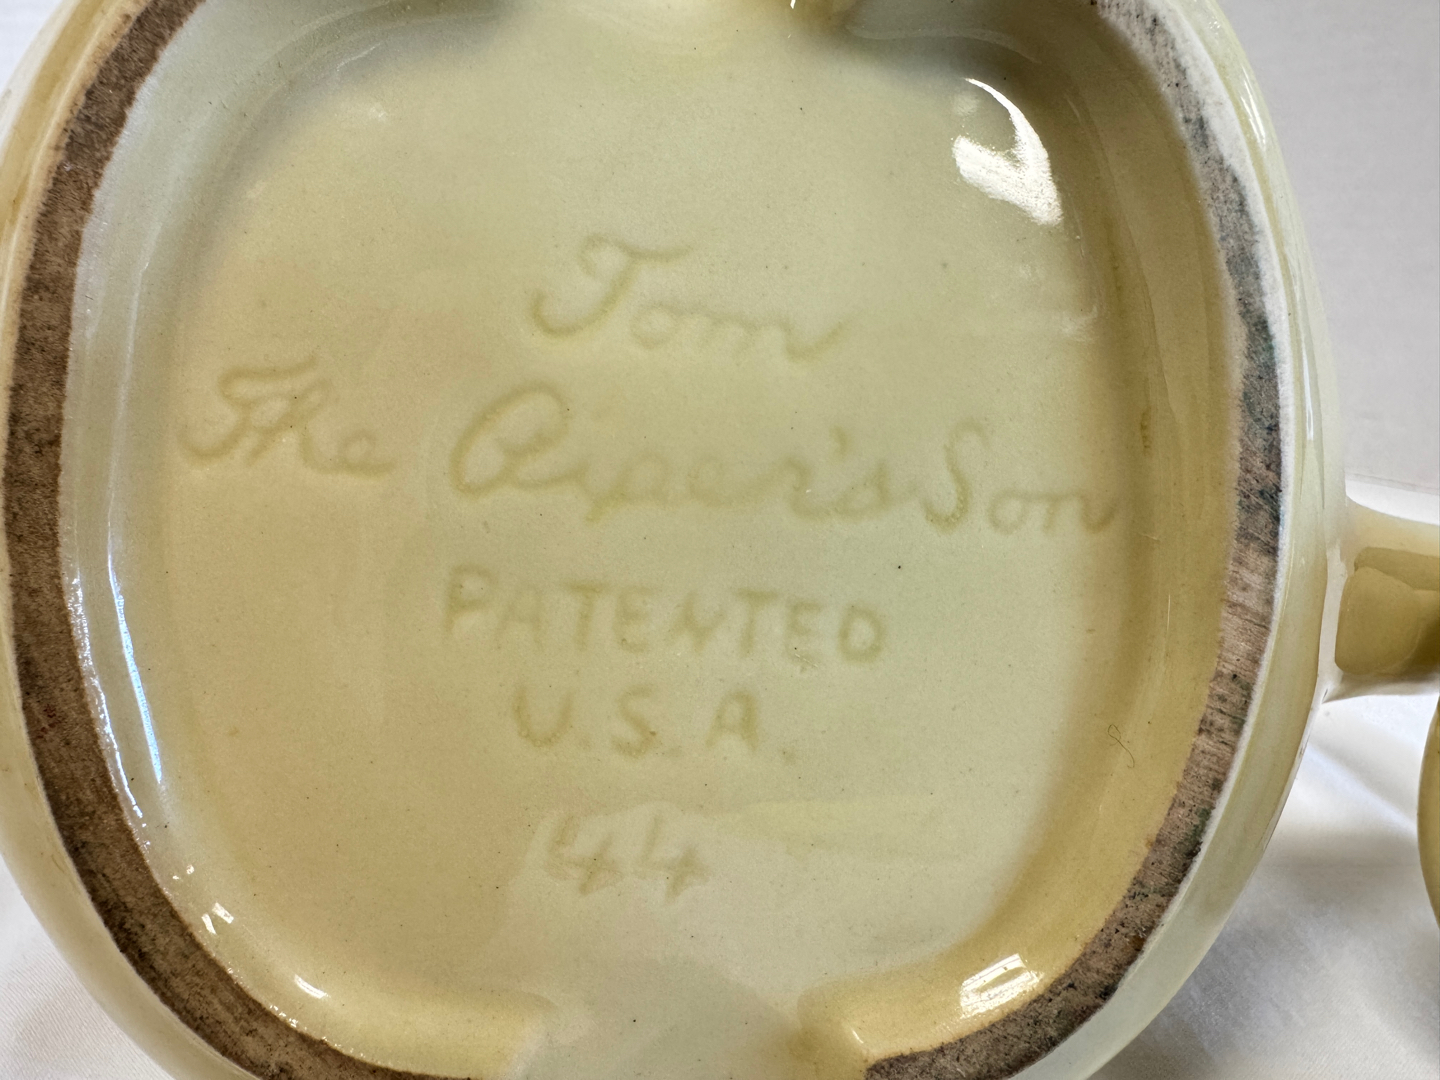 Tom
The Piper's Son
PATENTED
U.S.A.
44